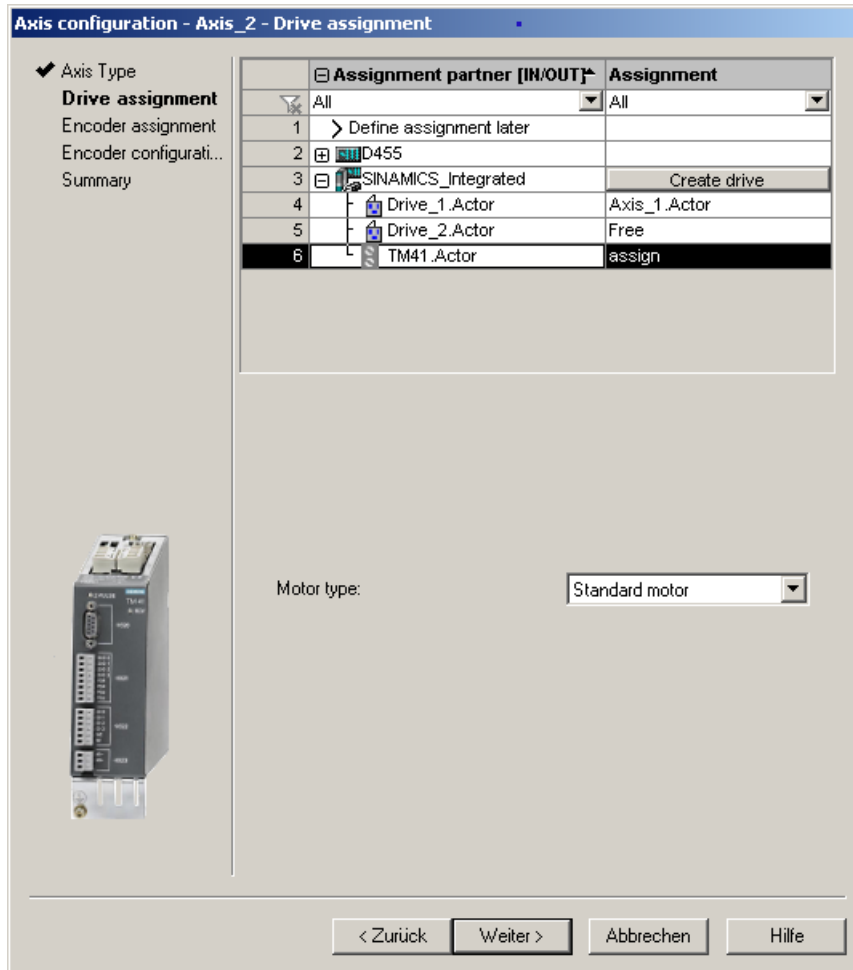 Axis configuration - Axis_2 - Drive assignment
Axis Type
Drive assignment
Encoder assignment
Encoder configurati...
Summary
Assignment partner [IN/OUT] Assignment
All All
1 Define assignment later
2 D455
3 SINAMICS_Integrated Create drive
4 Drive_1.Actor Axis_1.Actor
5 Drive_2.Actor Free
6 TM41.Actor assign
Motor type: Standard motor
< Zurück Weiter > Abbrechen Hilfe